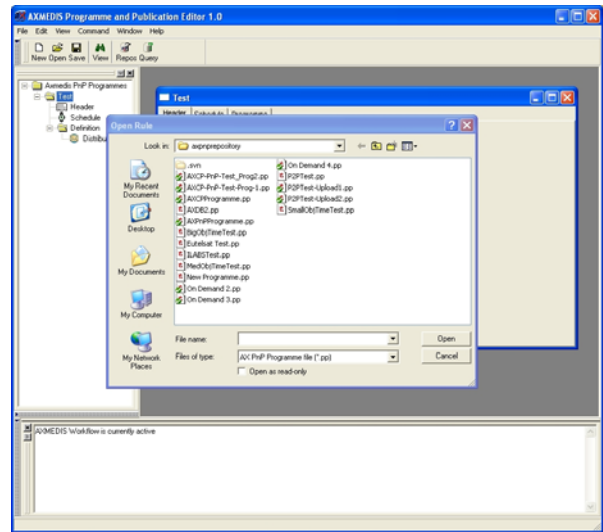 AXMEDIS Programme and Publication Editor 1.0
File Edit View Command Window Help
New Open Save View Repos Query
Axmedis PnP Programmes
Test
Header
Schedule
Definition
Distribu
Test
Header Schedule Programme
Open Rule
Look in: axpnprepository
My Recent Documents
Desktop
My Documents
My Computer
My Network Places
.svn
AXCP-PnP-Test_Prog2.pp
AXCP-PnP-Test-Prog-1.pp
AXCPProgramme.pp
AXDB2.pp
AXPnPProgramme.pp
BigObjTimeTest.pp
Eutelsat Test.pp
ILABSTest.pp
MedObjTimeTest.pp
New Programme.pp
On Demand 2.pp
On Demand 3.pp
On Demand 4.pp
P2PTest.pp
P2PTest-Upload1.pp
P2PTest-Upload2.pp
SmallObjTimeTest.pp
File name:
Open
Files of type: AX PnP Programme file (*.pp)
Cancel
Open as read-only
AXMEDIS Workflow is currently active